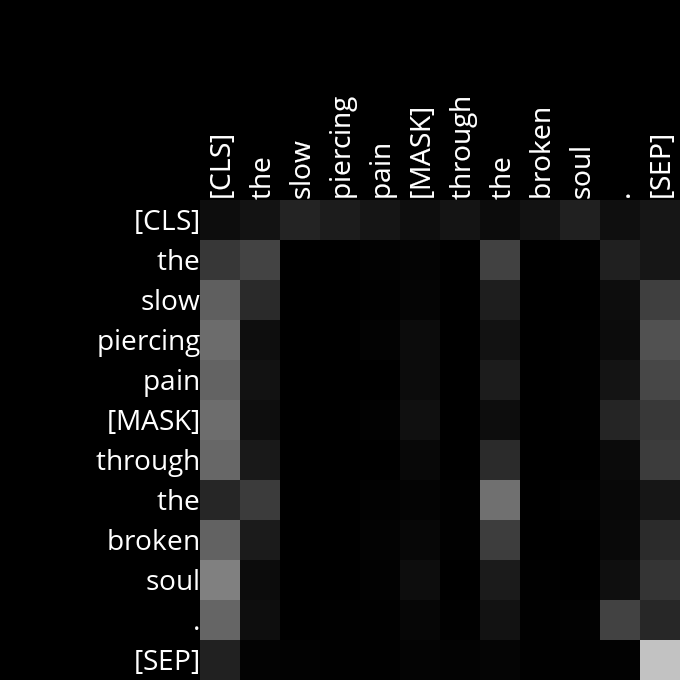 [CLS] the slow piercing pain [MASK] through the broken soul . [SEP]
[CLS]
the
slow
piercing
pain
[MASK]
through
the
broken
soul
.
[SEP]